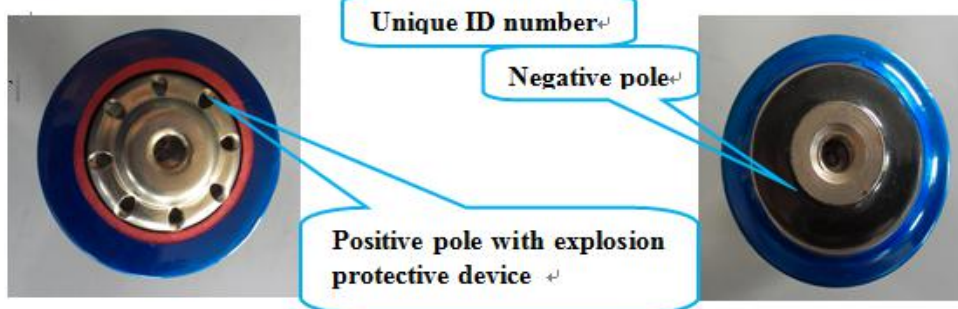 Unique ID number↵
Negative pole↵
Positive pole with explosion
protective device ↵